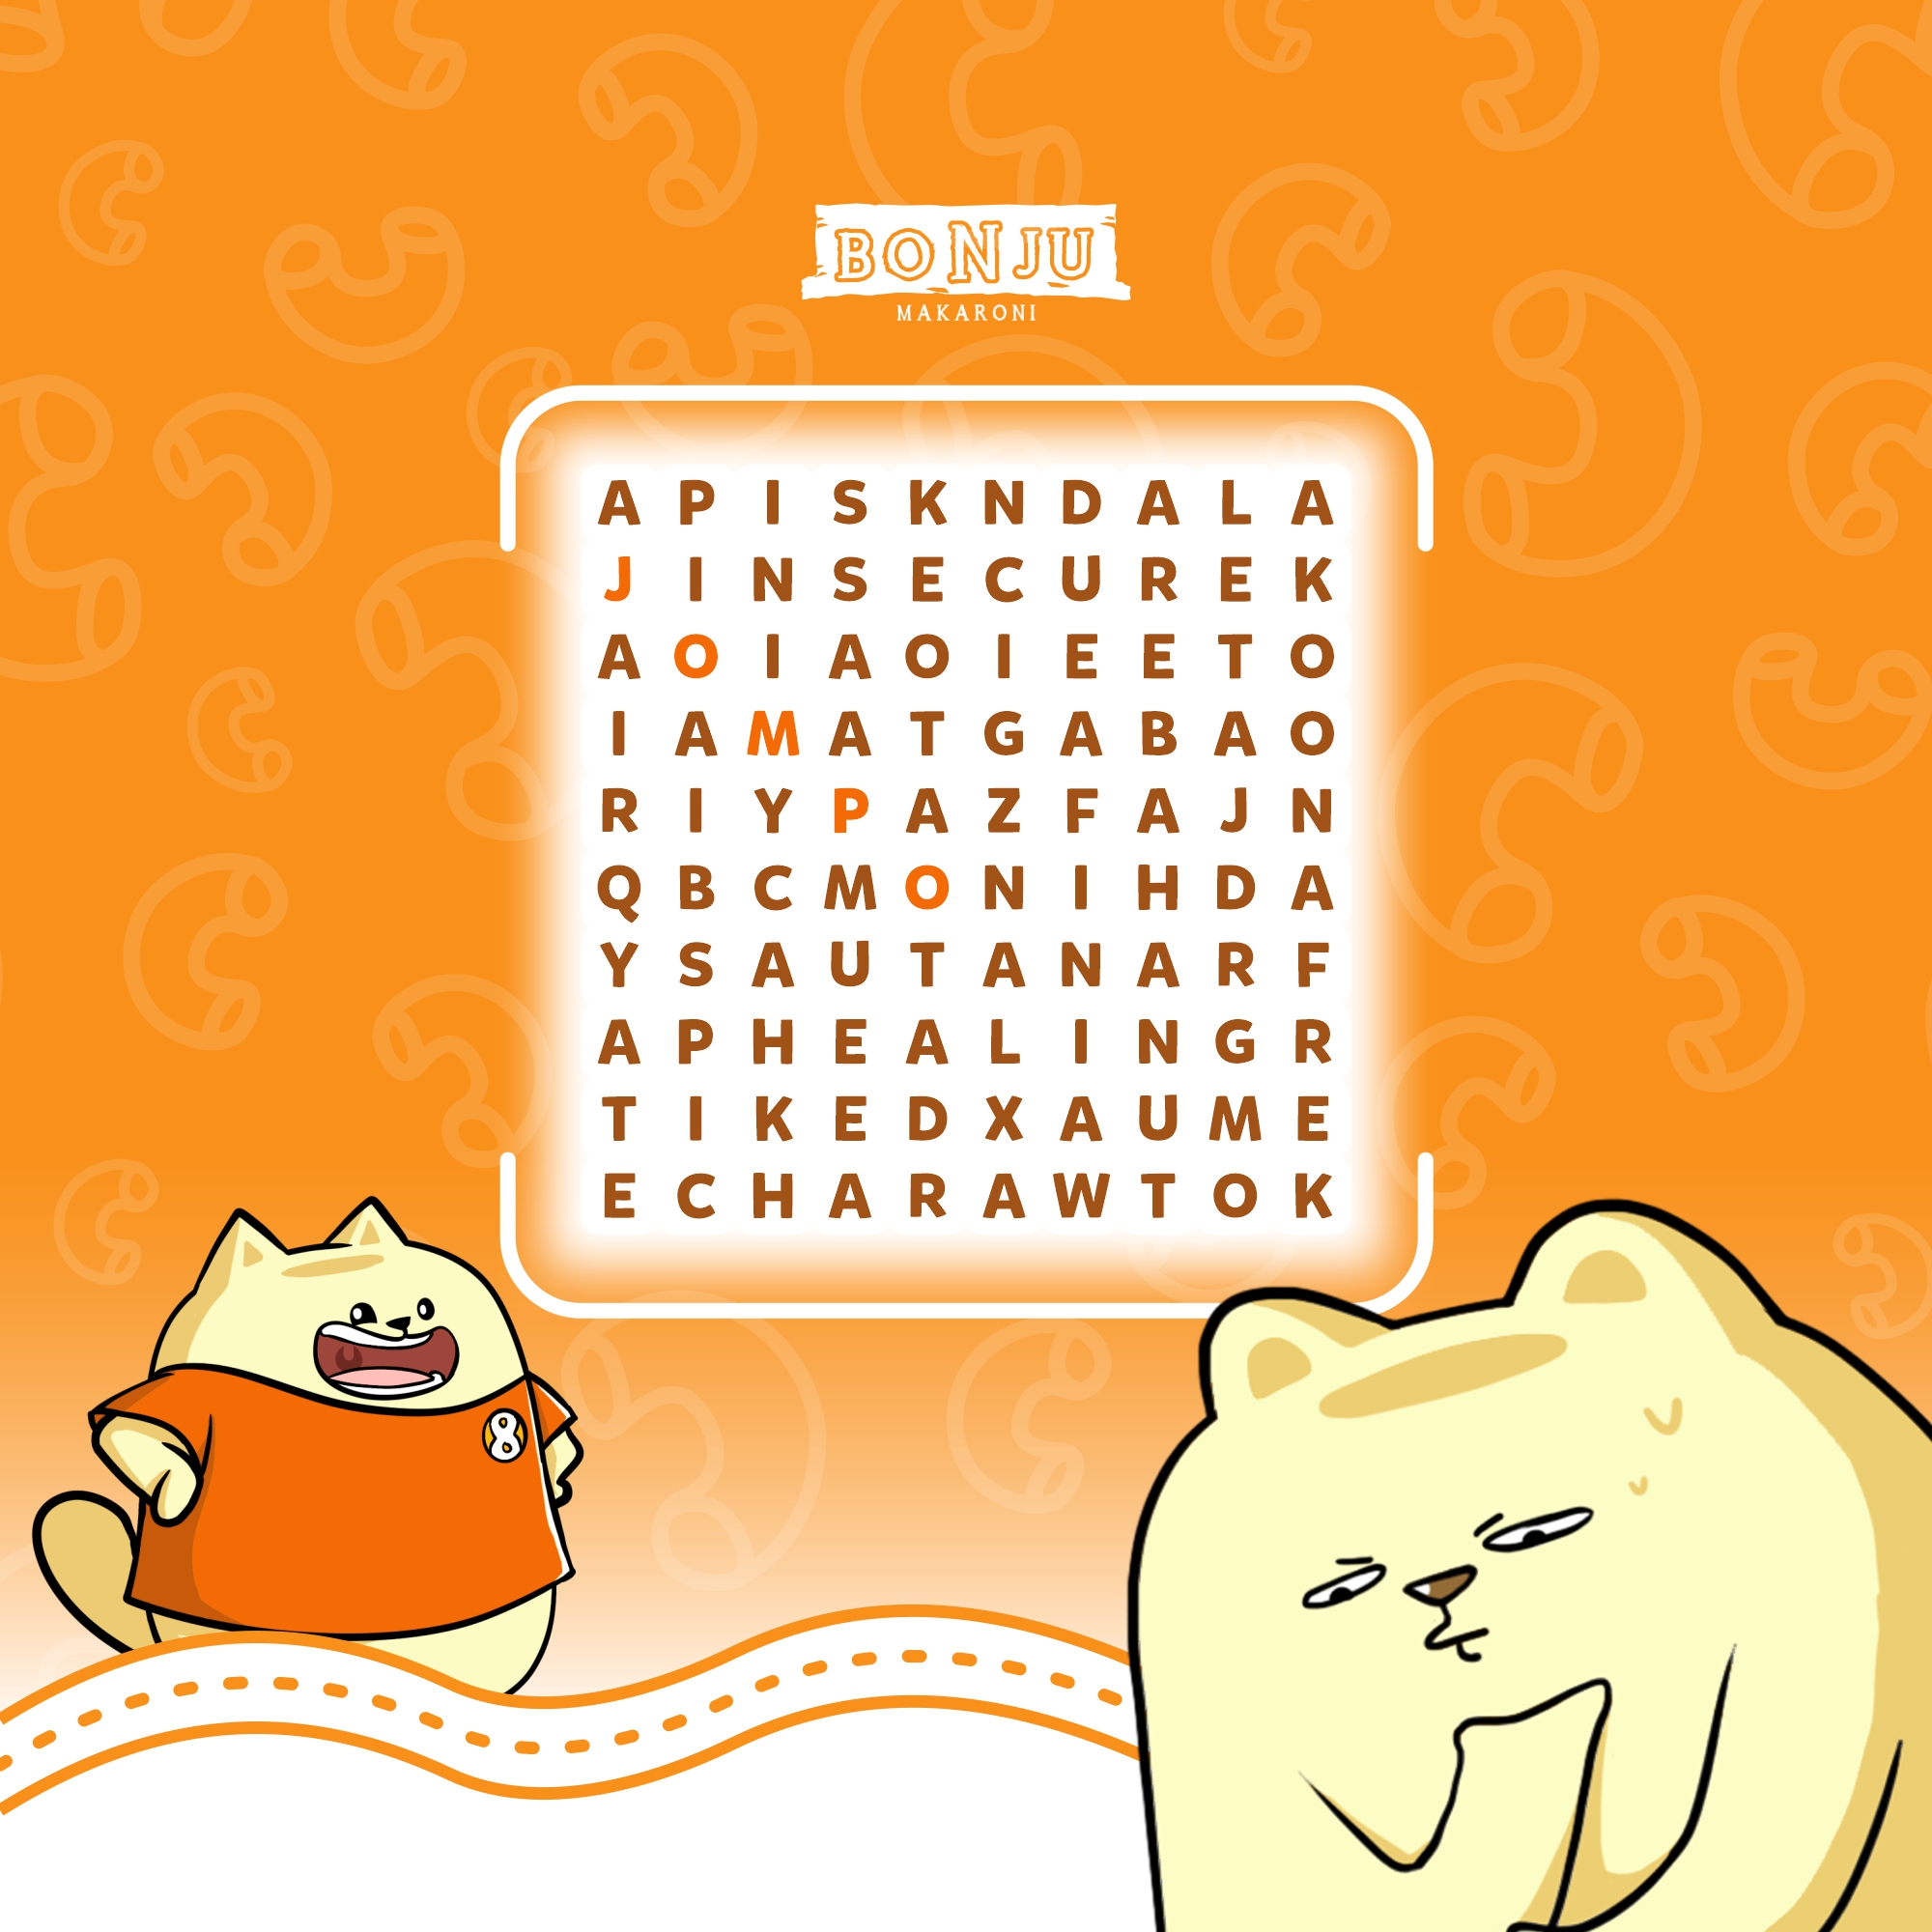 BONJU
MAKARONI
A P I S K N D A L A
J I N S E C U R E K
A O I A O I E E T O
I A M A T G A B A O
R I Y P A Z F A J N
Q B C M O N I H D A
Y S A U T A N A R F
A P H E A L I N G R
T I K E D X A U M E
E C H A R A W T O K
8